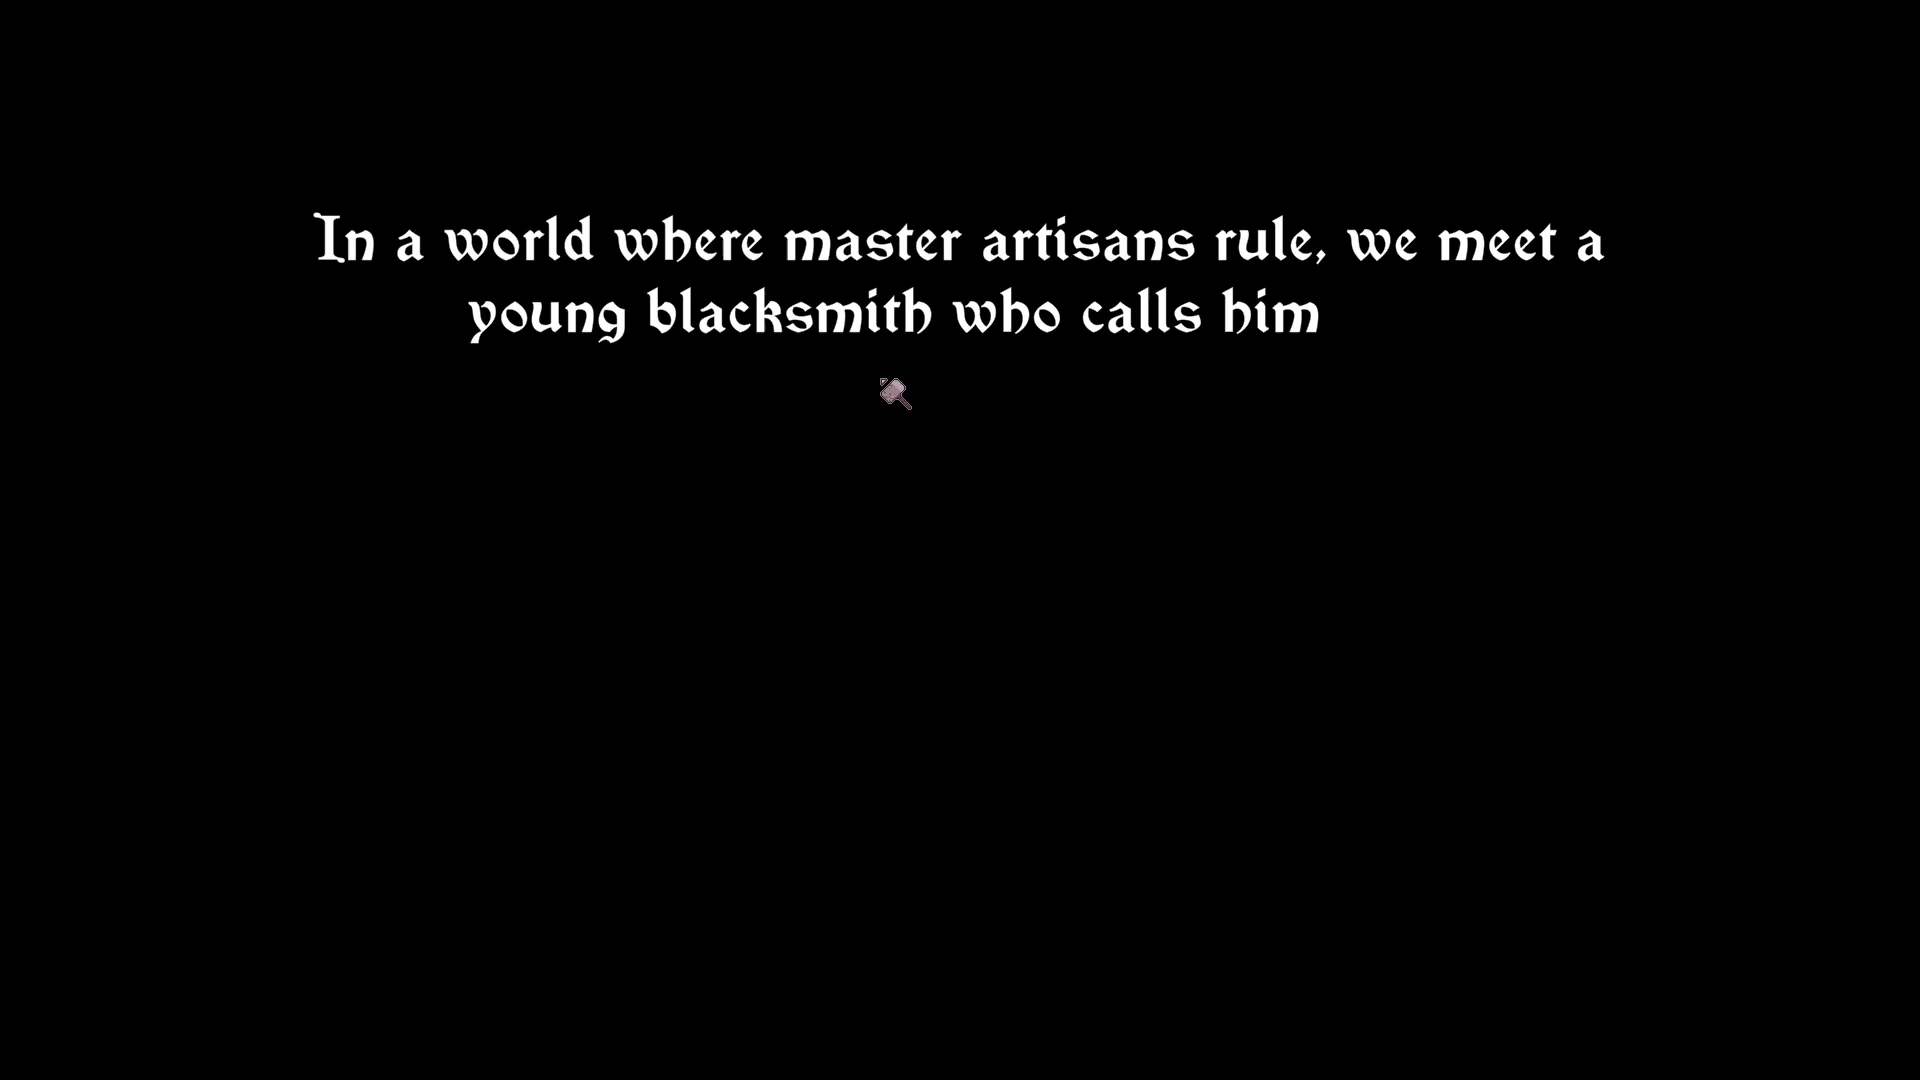 In a world where master artisans rule, we meet a
young blacksmith who calls him